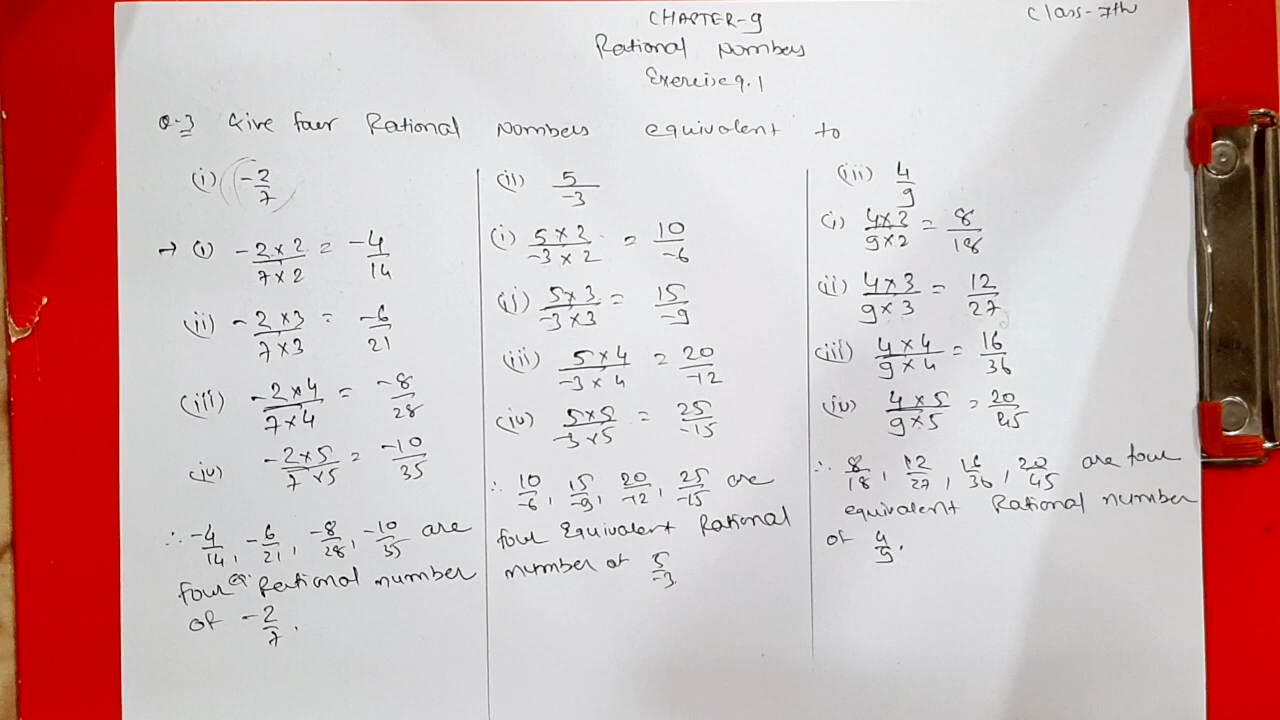 CHAPTER-9
Class-7th
Rational Numbers
Exercise 9.1
Q-3 Give four Rational Numbers equivalent to
(i) -2/7
→ (i) -2×2/7×2 = -4/14
(ii) -2×3/7×3 = -6/21
(iii) -2×4/7×4 = -8/28
(iv) -2×5/7×5 = -10/35
∴ -4/14, -6/21, -8/28, -10/35 are
four eq. Rational number
of -2/7.
(ii) 5/-3
(i) 5×2/-3×2 = 10/-6
(ii) 5×3/-3×3 = 15/-9
(iii) 5×4/-3×4 = 20/-12
(iv) 5×5/-3×5 = 25/-15
∴ 10/-6, 15/-9, 20/-12, 25/-15 are
four Equivalent Rational
number of 5/-3
(iii) 4/9
(i) 4×2/9×2 = 8/18
(ii) 4×3/9×3 = 12/27
(iii) 4×4/9×4 = 16/36
(iv) 4×5/9×5 = 20/45
∴ 8/18, 12/27, 16/36, 20/45 are four
equivalent Rational number
of 4/9.